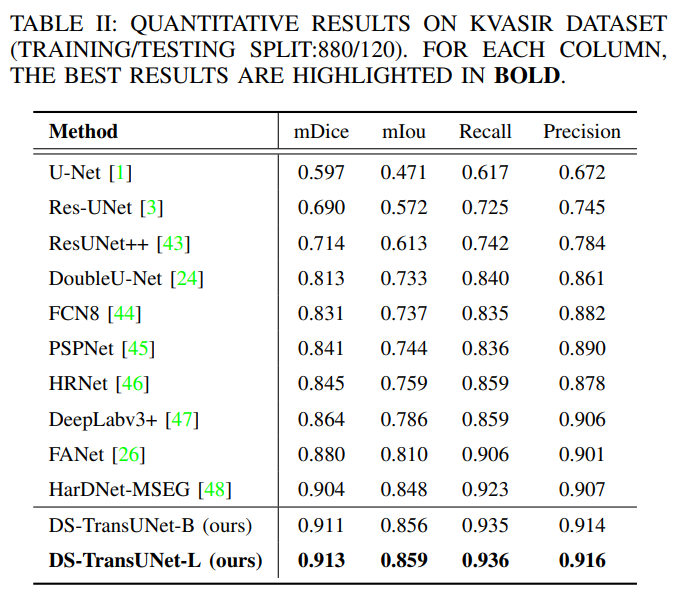 TABLE II: QUANTITATIVE RESULTS ON KVASIR DATASET
(TRAINING/TESTING SPLIT:880/120). FOR EACH COLUMN,
THE BEST RESULTS ARE HIGHLIGHTED IN BOLD.
Method mDice mIou Recall Precision
U-Net [1] 0.597 0.471 0.617 0.672
Res-UNet [3] 0.690 0.572 0.725 0.745
ResUNet++ [43] 0.714 0.613 0.742 0.784
DoubleU-Net [24] 0.813 0.733 0.840 0.861
FCN8 [44] 0.831 0.737 0.835 0.882
PSPNet [45] 0.841 0.744 0.836 0.890
HRNet [46] 0.845 0.759 0.859 0.878
DeepLabv3+ [47] 0.864 0.786 0.859 0.906
FANet [26] 0.880 0.810 0.906 0.901
HarDNet-MSEG [48] 0.904 0.848 0.923 0.907
DS-TransUNet-B (ours) 0.911 0.856 0.935 0.914
DS-TransUNet-L (ours) 0.913 0.859 0.936 0.916